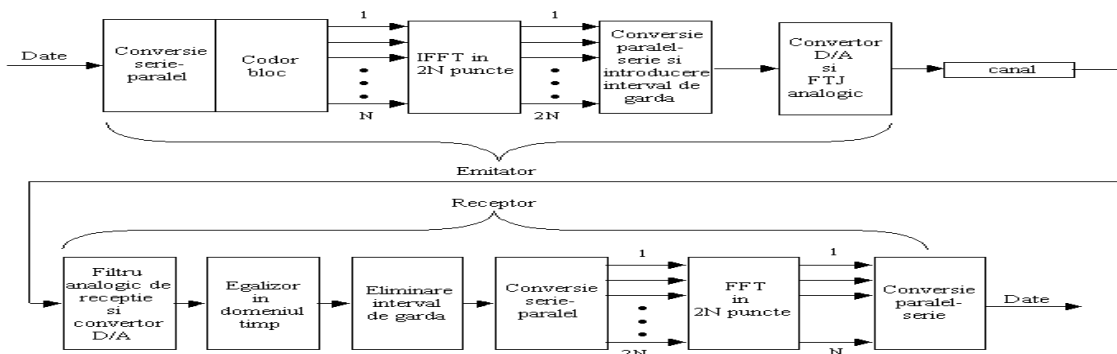 Date
Conversie
serie-
paralel
Codor
bloc
1
N
IFFT in
2N puncte
1
2N
Conversie
paralel-
serie si
introducere
interval de
garda
Convertor
D/A
si
FTJ
analogic
canal
Emitator
Receptor
Filtru
analogic de
receptie
si
convertor
D/A
Egalizor
in
domeniul
timp
Eliminare
interval
de garda
Conversie
serie-
paralel
1
2N
FFT
in
2N puncte
1
N
Conversie
paralel-
serie
Date